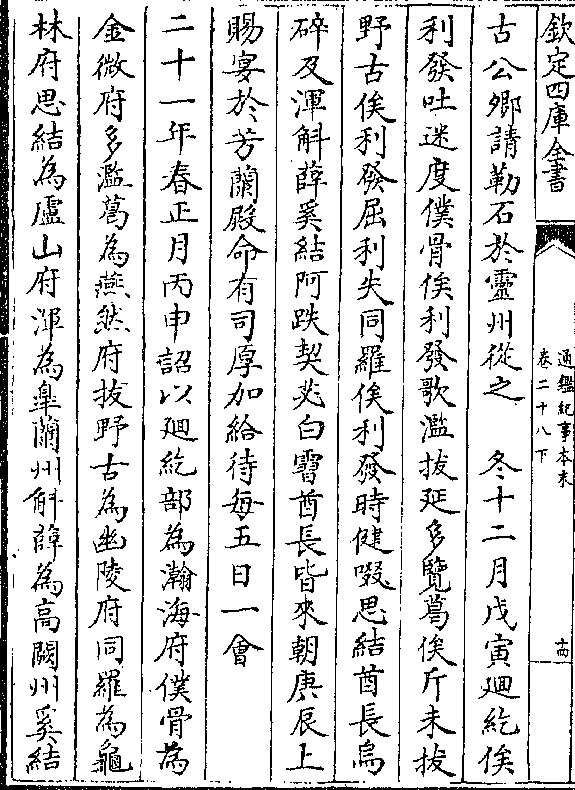 欽定四庫全書
通鑑紀事本末
卷二十八下
十四
古公卿請勒石於靈州從之　冬十二月戊寅廻紇俟
利發吐迷度僕骨俟利發歌濫拔延多覽葛俟斤未拔
野古俟利發屈利失同羅俟利發時健啜思結酋長烏
碎及渾斛薛奚結阿跌契苾白霫酋長皆來朝庚辰上
賜宴於芳蘭殿命有司厚加給待每五日一會
二十一年春正月丙申詔以廻紇部為瀚海府僕骨為
金微府多濫葛為燕然府拔野古為幽陵府同羅為龜
林府思結為盧山府渾為臯蘭州斛薛為高闕州奚結